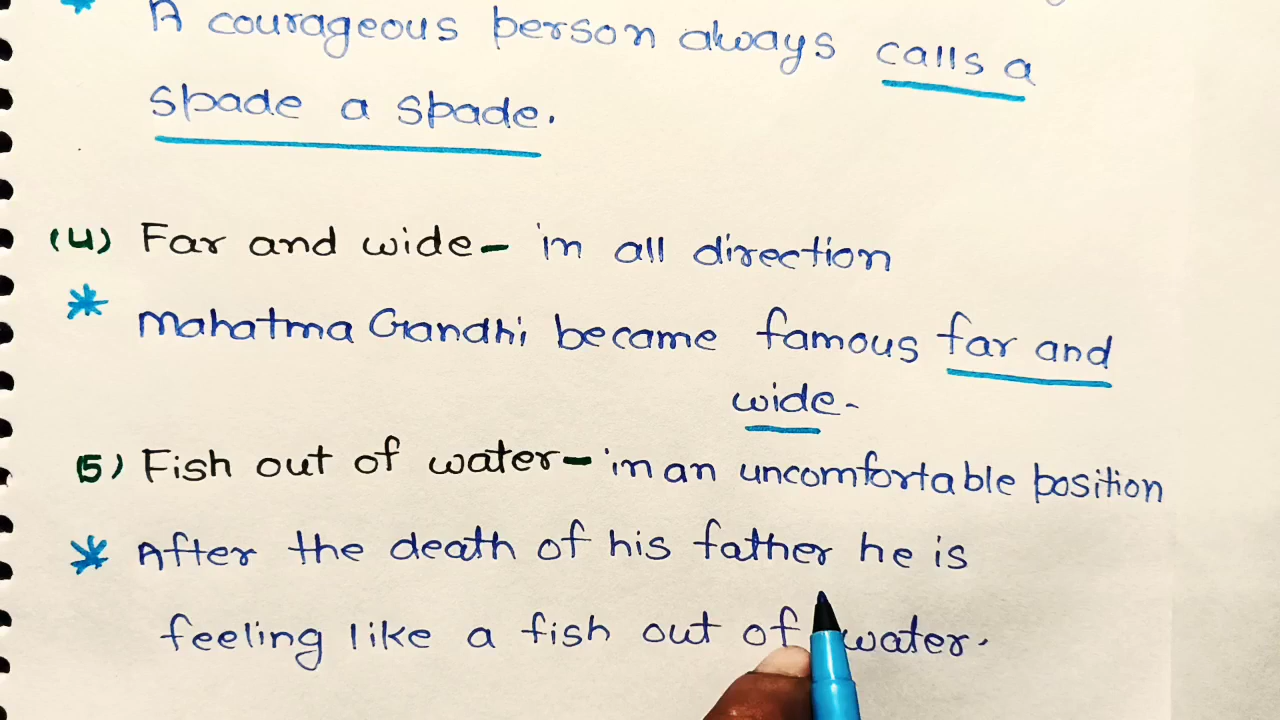 * A courageous person always calls a
spade a spade.
(4) Far and wide- in all direction
* Mahatma Gandhi became famous far and
wide-
5) Fish out of water- in an uncomfortable position
* After the death of his father he is
feeling like a fish out of water.